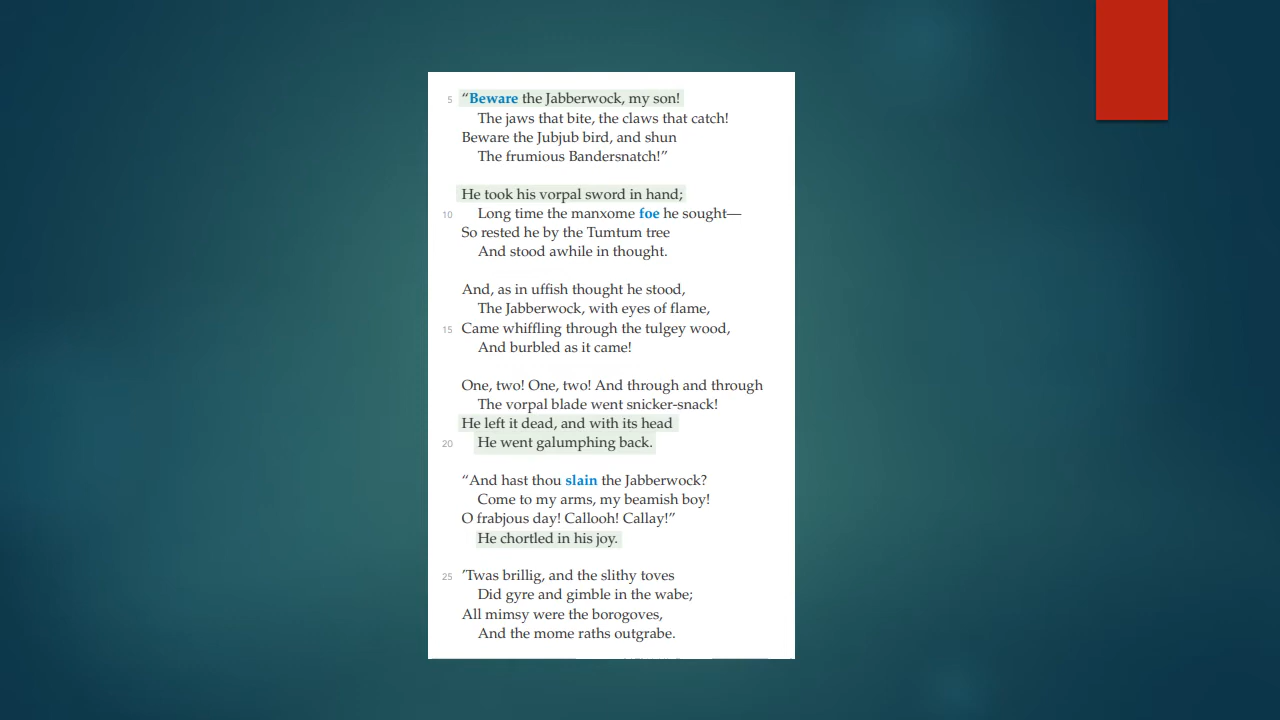 5 “Beware the Jabberwock, my son!
The jaws that bite, the claws that catch!
Beware the Jubjub bird, and shun
The frumious Bandersnatch!”
He took his vorpal sword in hand;
10 Long time the manxome foe he sought—
So rested he by the Tumtum tree
And stood awhile in thought.
And, as in uffish thought he stood,
The Jabberwock, with eyes of flame,
15 Came whiffling through the tulgey wood,
And burbled as it came!
One, two! One, two! And through and through
The vorpal blade went snicker-snack!
He left it dead, and with its head
20 He went galumphing back.
“And hast thou slain the Jabberwock?
Come to my arms, my beamish boy!
O frabjous day! Callooh! Callay!”
He chortled in his joy.
25 ’Twas brillig, and the slithy toves
Did gyre and gimble in the wabe;
All mimsy were the borogoves,
And the mome raths outgrabe.